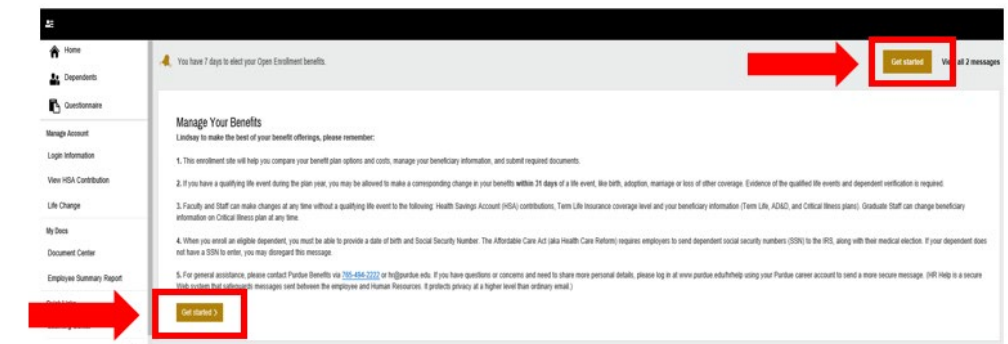 Home
You have 7 days to elect your Open Enrollment benefits.
Get started
View all 2 messages
Dependents
Questionnaire
Manage Account
Login Information
View HSA Contribution
Life Change
My Docs
Document Center
Employee Summary Report
Manage Your Benefits
Lindsay to make the best of your benefit offerings, please remember:
1. This enrollment site will help you compare your benefit plan options and costs, manage your beneficiary information, and submit required documents.
2. If you have a qualifying life event during the plan year, you may be allowed to make a corresponding change in your benefits within 31 days of a life event, like birth, adoption, marriage or loss of other coverage. Evidence of the qualified life events and dependent verification is required.
3. Faculty and Staff can make changes at any time without a qualifying life event to the following: Health Savings Account (HSA) contributions, Term Life Insurance coverage level and your beneficiary information (Term Life, AD&D, and Critical Illness plans). Graduate Staff can change beneficiary
information on Critical Illness plan at any time.
4. When you enroll an eligible dependent, you must be able to provide a date of birth and Social Security Number. The Affordable Care Act (aka Health Care Reform) requires employers to send dependent social security numbers (SSN) to the IRS, along with their medical election. If your dependent does
not have a SSN to enter, you may disregard this message.
5. For general assistance, please contact Purdue Benefits via 765-494-2222 or hr@purdue.edu. If you have questions or concerns and need to share more personal details, please log in at www.purdue.edu/hrhelp using your Purdue career account to send a more secure message. (HR Help is a secure
Web system that safeguards messages sent between the employee and Human Resources. It protects privacy at a higher level than ordinary email.)
Get started >